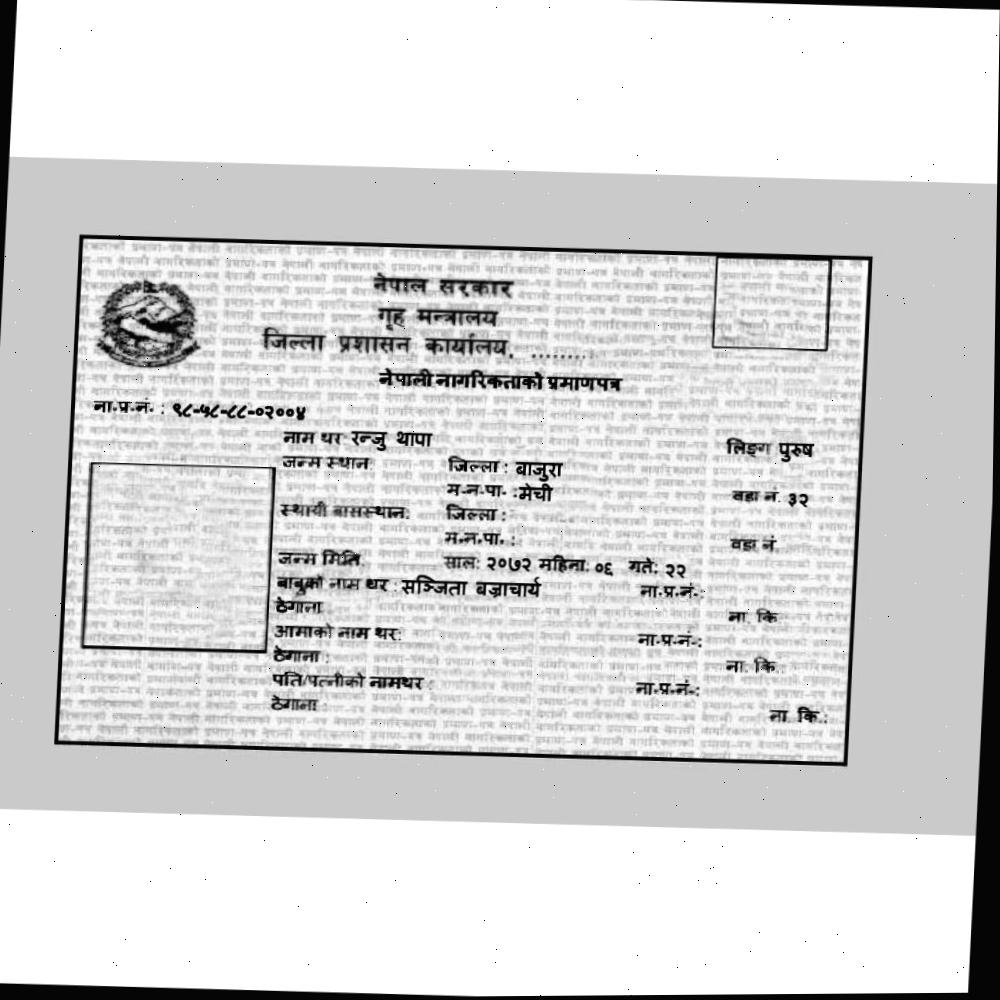 नेपाल सरकार
गृह मन्त्रालय
जिल्ला प्रशासन कार्यालय, .........
नेपाली नागरिकताको प्रमाणपत्र
ना.प्र.नं. : ९८-५८-८८-०२००४
नाम थर रन्जु थापा लिङ्ग पुरुष
जन्म स्थान: जिल्ला : बाजुरा
म.न.पा. : मेची वडा नं. ३२
स्थायी बासस्थान: जिल्ला :
म.न.पा. : वडा नं.
जन्म मिति: साल: २०७२ महिना: ०६ गते: २२
बाबुको नाम थर : सञ्जिता बज्राचार्य ना.प्र.नं.:
ठेगाना : ना. कि.
आमाको नाम थर: ना.प्र.नं.:
ठेगाना : ना. कि.:
पति/पत्नीको नामथर : ना.प्र.नं.:
ठेगाना : ना. कि.: